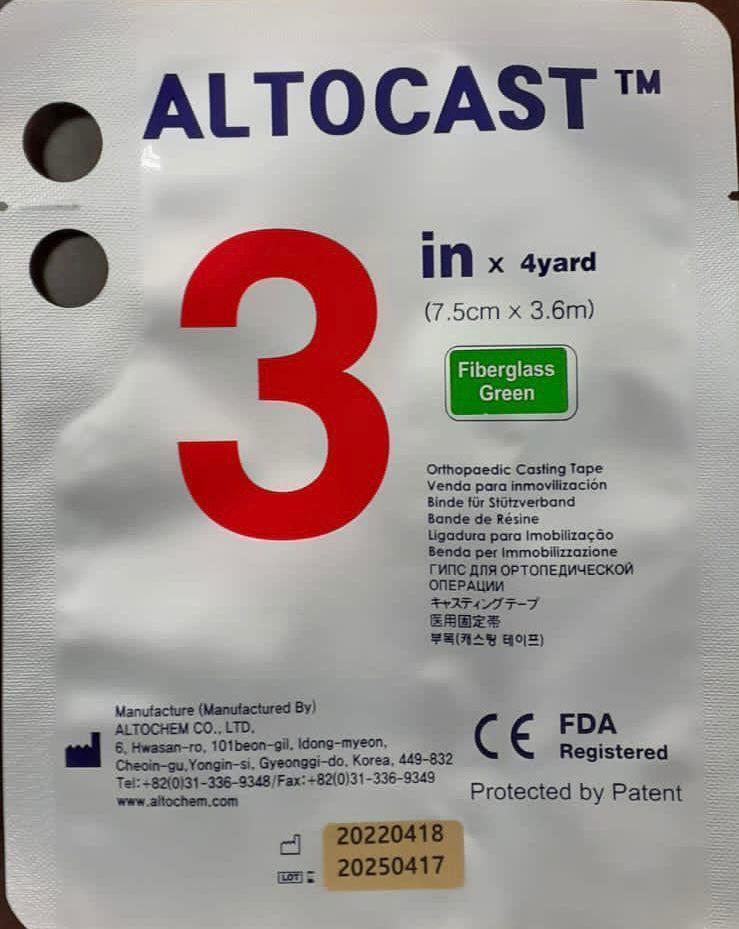 ALTOCAST™
3
in x 4yard
(7.5cm x 3.6m)
Fiberglass
Green
Orthopaedic Casting Tape
Venda para inmovilización
Binde für Stützverband
Bande de Résine
Ligadura para Imobilização
Benda per Immobilizzazione
ГИПС ДЛЯ ОРТОПЕДИЧЕСКОЙ
ОПЕРАЦИИ
キャスティングテープ
医用固定帯
부목(캐스팅 테이프)
Manufacture (Manufactured By)
ALTOCHEM CO., LTD.
6, Hwasan-ro, 101beon-gil, Idong-myeon,
Cheoin-gu,Yongin-si, Gyeonggi-do, Korea, 449-832
Tel:+82(0)31-336-9348/Fax:+82(0)31-336-9349
www.altochem.com
CE FDA
Registered
Protected by Patent
20220418
LOT 20250417